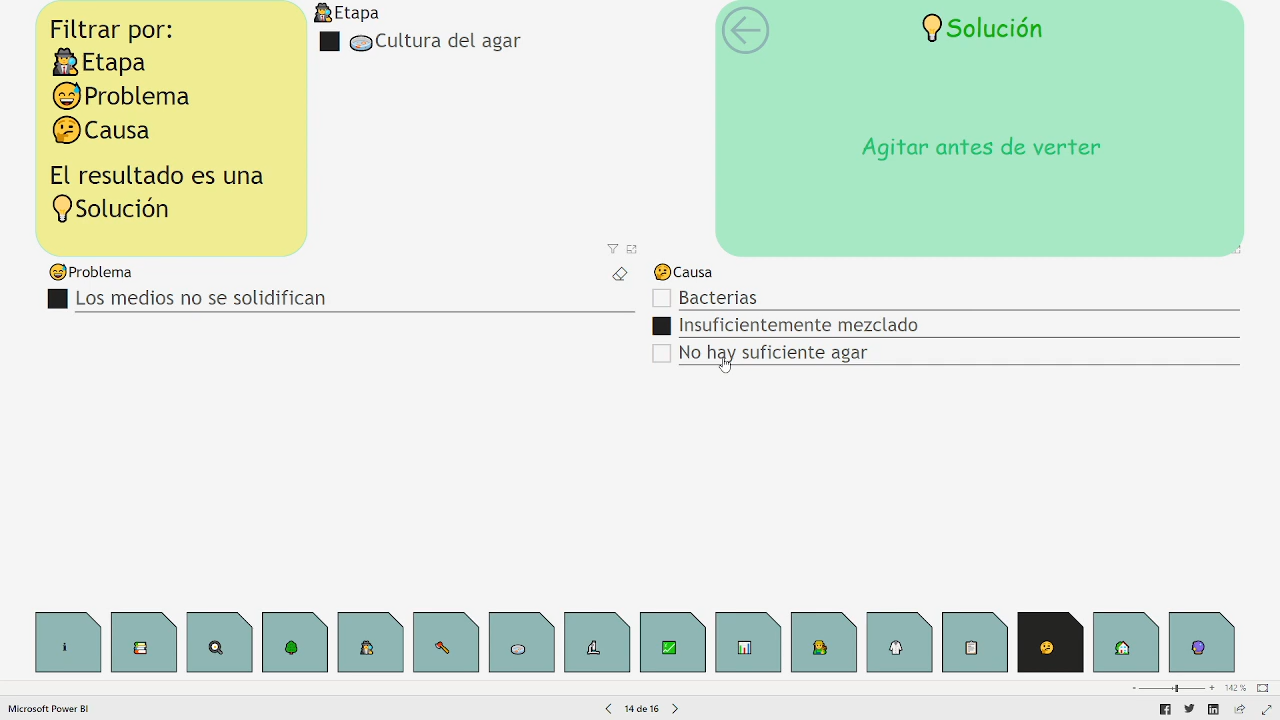 Filtrar por:
Etapa
Problema
Causa
El resultado es una
Solución
Etapa
Cultura del agar
Solución
Agitar antes de verter
Problema
Los medios no se solidifican
Causa
Bacterias
Insuficientemente mezclado
No hay suficiente agar
- + 142 %
Microsoft Power BI
14 de 16